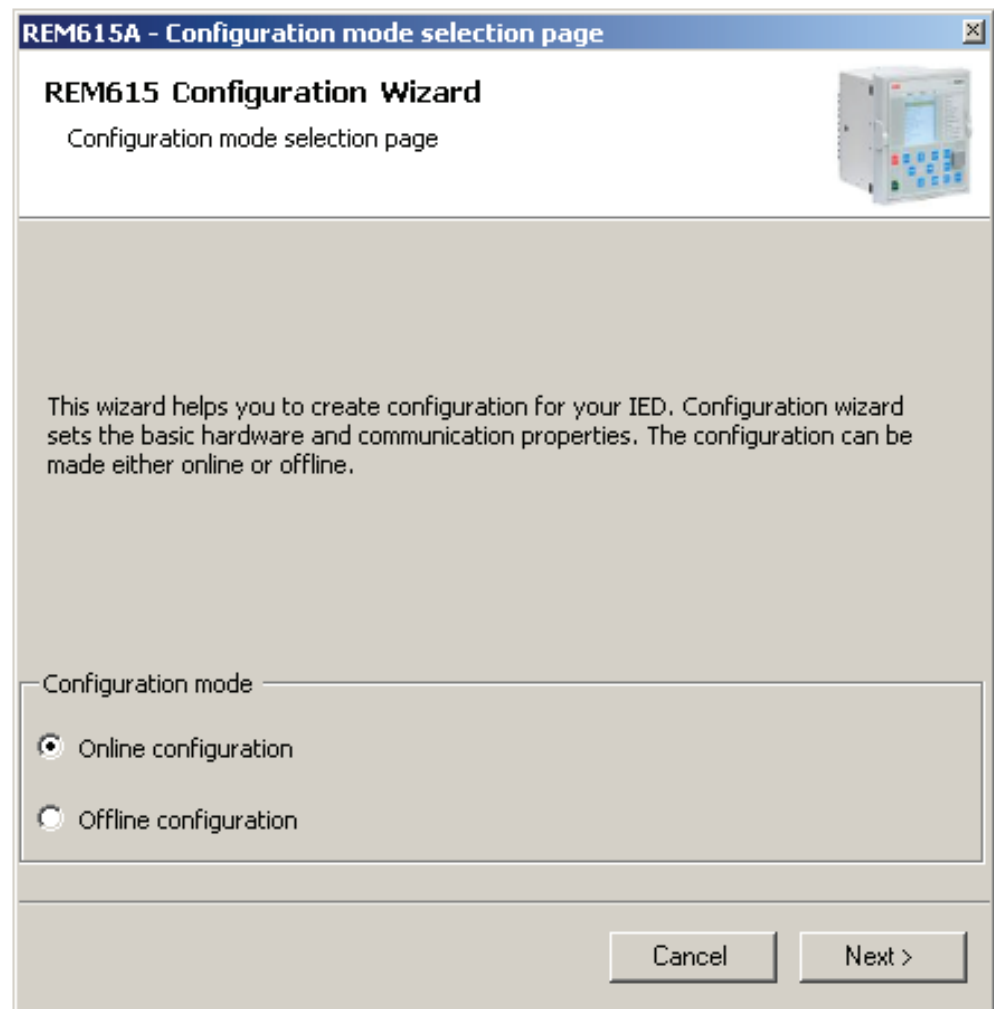 REM615A - Configuration mode selection page
REM615 Configuration Wizard
Configuration mode selection page
This wizard helps you to create configuration for your IED. Configuration wizard
sets the basic hardware and communication properties. The configuration can be
made either online or offline.
Configuration mode
Online configuration
Offline configuration
Cancel
Next >